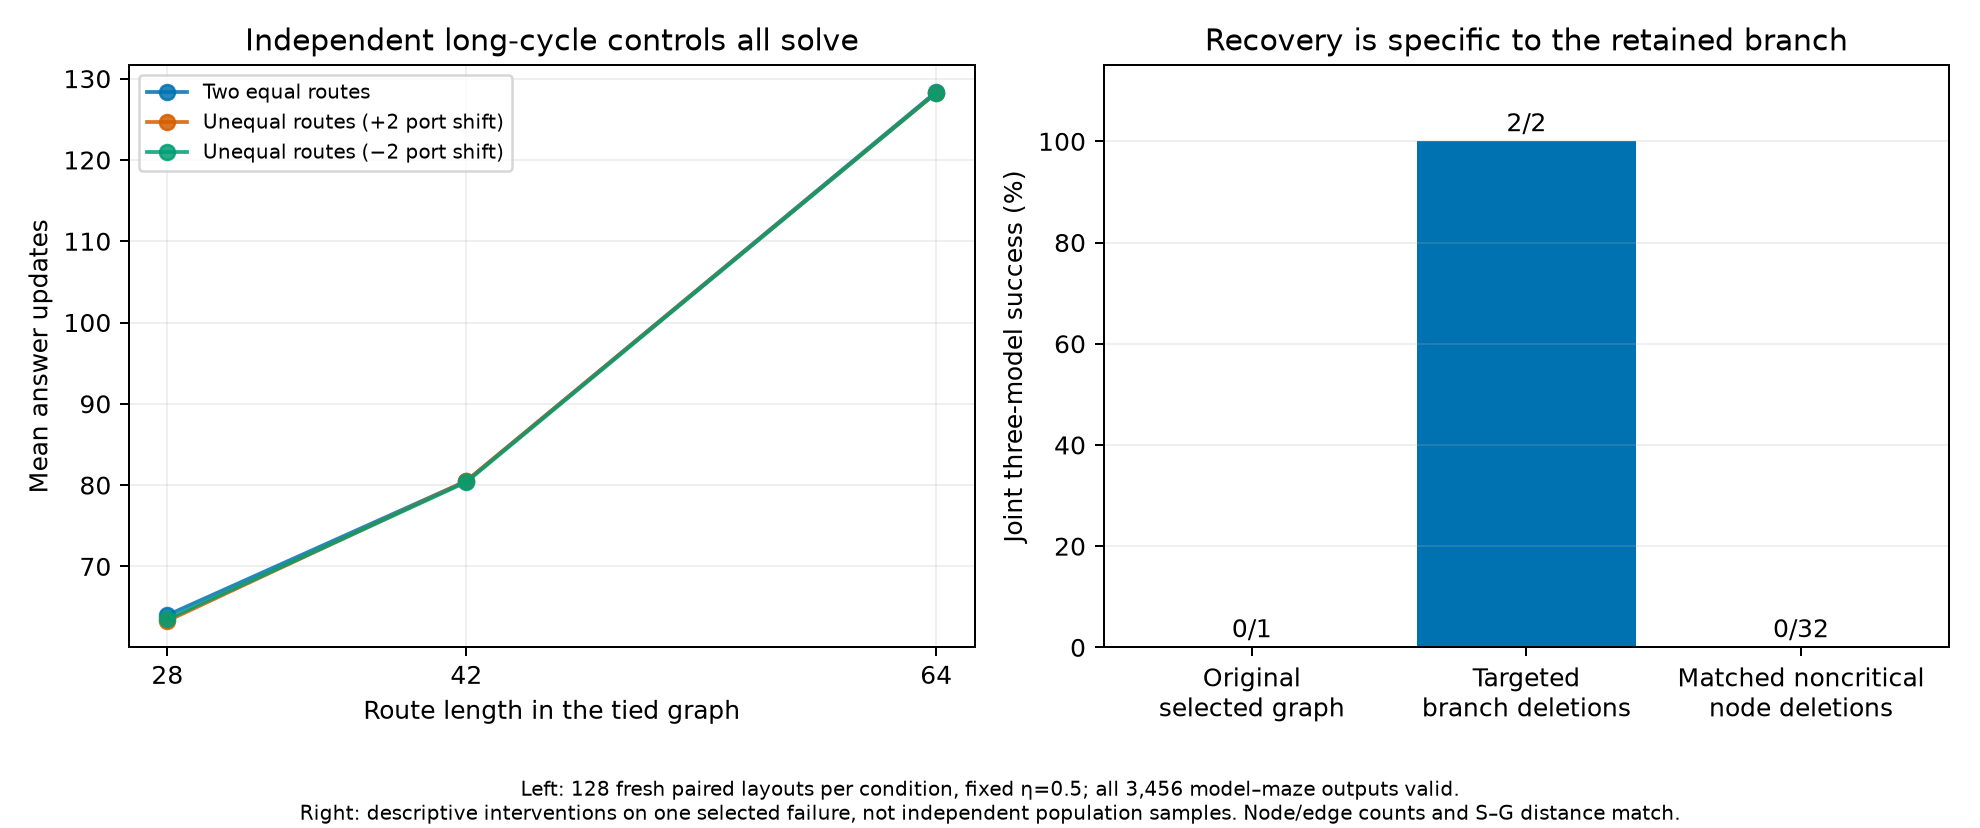 Independent long-cycle controls all solve
130
120
110
100
90
80
70
Mean answer updates
Two equal routes
Unequal routes (+2 port shift)
Unequal routes (−2 port shift)
28
42
64
Route length in the tied graph
Recovery is specific to the retained branch
100
80
60
40
20
0
Joint three-model success (%)
0/1
2/2
0/32
Original
selected graph
Targeted
branch deletions
Matched noncritical
node deletions
Left: 128 fresh paired layouts per condition, fixed η=0.5; all 3,456 model–maze outputs valid.
Right: descriptive interventions on one selected failure, not independent population samples. Node/edge counts and S–G distance match.